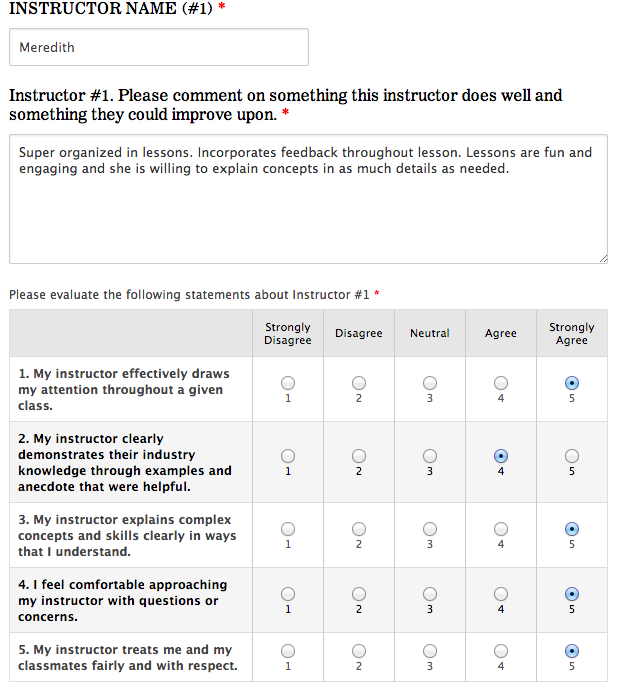 INSTRUCTOR NAME (#1) *
Meredith
Instructor #1. Please comment on something this instructor does well and
something they could improve upon. *
Super organized in lessons. Incorporates feedback throughout lesson. Lessons are fun and
engaging and she is willing to explain concepts in as much details as needed.
Please evaluate the following statements about Instructor #1 *
Strongly
Disagree
Disagree
Neutral
Agree
Strongly
Agree
1. My instructor effectively draws
my attention throughout a given
class.
1 2 3 4 5
2. My instructor clearly
demonstrates their industry
knowledge through examples and
anecdote that were helpful.
1 2 3 4 5
3. My instructor explains complex
concepts and skills clearly in ways
that I understand.
1 2 3 4 5
4. I feel comfortable approaching
my instructor with questions or
concerns.
1 2 3 4 5
5. My instructor treats me and my
classmates fairly and with respect.
1 2 3 4 5